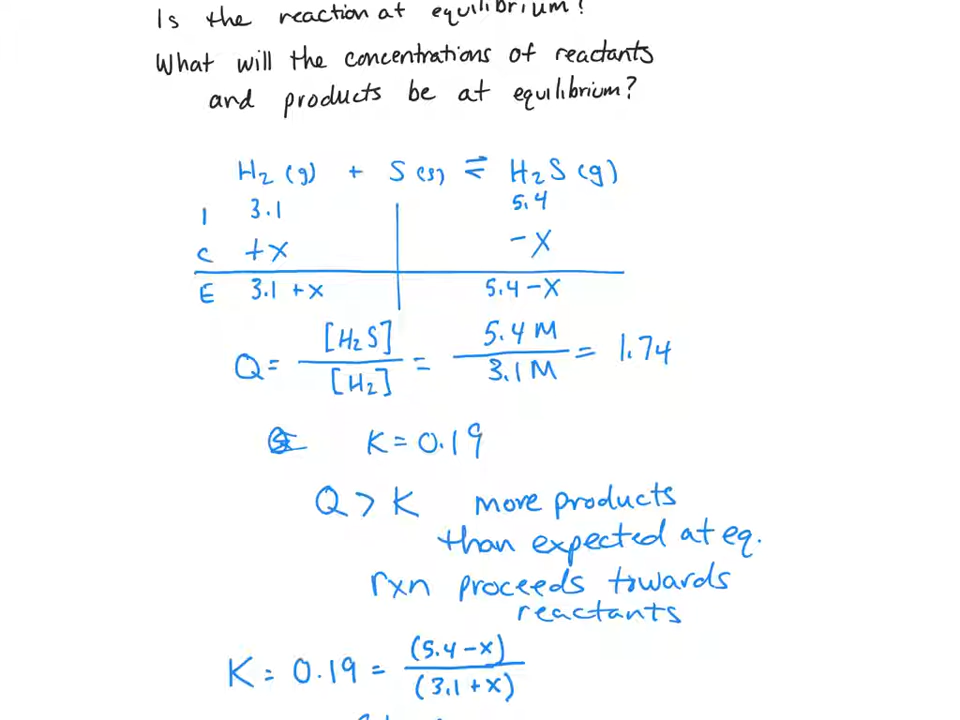 Is the reaction at equilibrium?
What will the concentrations of reactants
and products be at equilibrium?
H₂ (g) + S (s) ⇌ H₂S (g)
I 3.1 5.4
C +x -x
E 3.1 +x 5.4 -x
Q = [H₂S] / [H₂] = 5.4 M / 3.1 M = 1.74
K = 0.19
Q > K more products
than expected at eq.
rxn proceeds towards
reactants
K = 0.19 = (5.4 -x) / (3.1 +x)